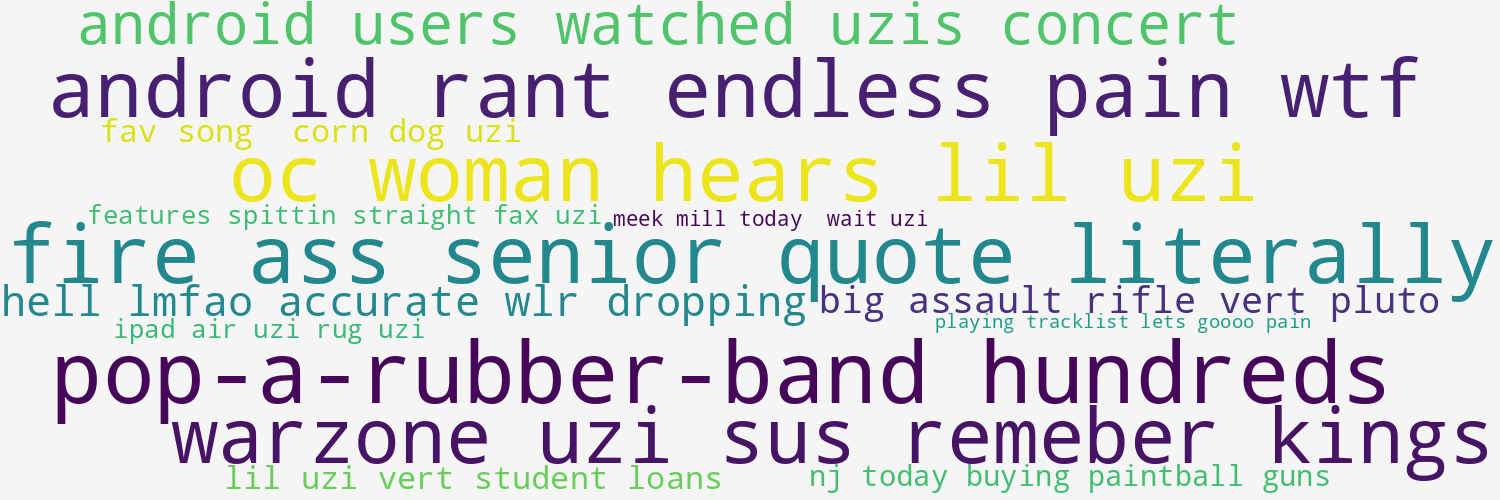 android users watched uzis concert
android rant endless pain wtf
fav song  corn dog uzi
oc woman hears lil uzi
features spittin straight fax uzi
meek mill today  wait uzi
fire ass senior quote literally
hell lmfao accurate wlr dropping
big assault rifle vert pluto
ipad air uzi rug uzi
playing tracklist lets goooo pain
pop-a-rubber-band hundreds
warzone uzi sus remeber kings
lil uzi vert student loans
nj today buying paintball guns